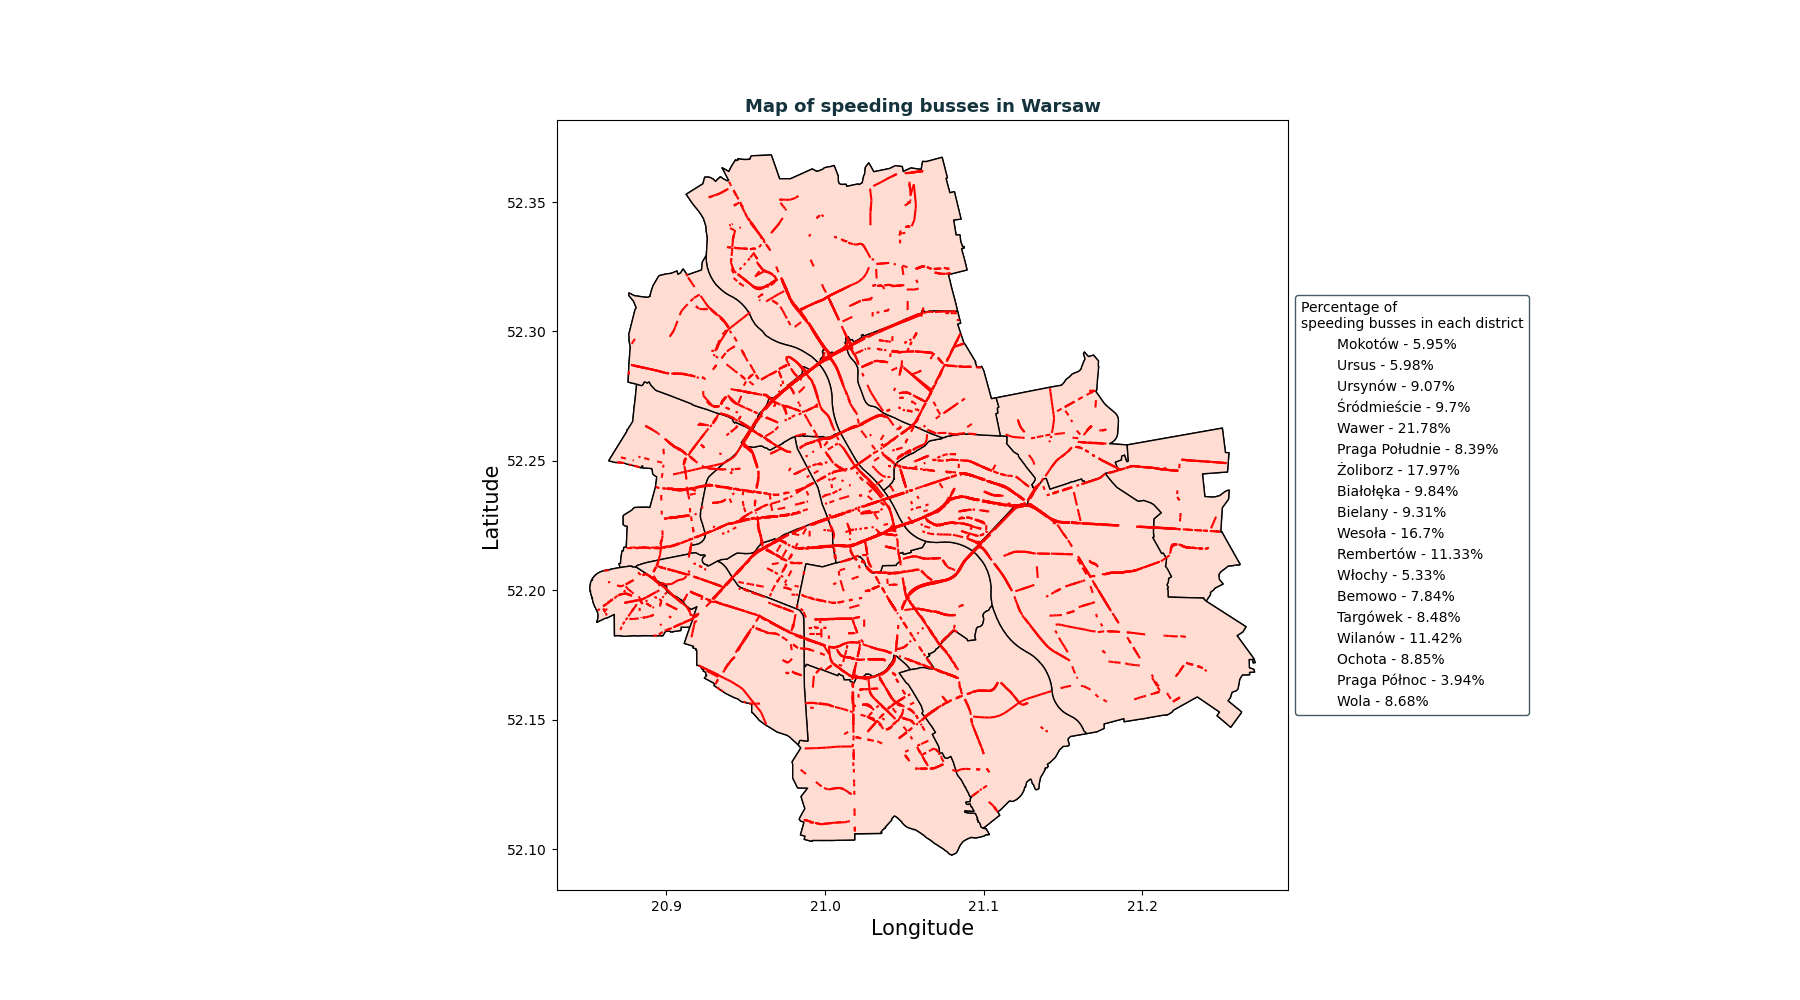 Map of speeding busses in Warsaw
Latitude
52.35
52.30
52.25
52.20
52.15
52.10
20.9 21.0 21.1 21.2
Longitude
Percentage of
speeding busses in each district
Mokotów - 5.95%
Ursus - 5.98%
Ursynów - 9.07%
Śródmieście - 9.7%
Wawer - 21.78%
Praga Południe - 8.39%
Żoliborz - 17.97%
Białołęka - 9.84%
Bielany - 9.31%
Wesoła - 16.7%
Rembertów - 11.33%
Włochy - 5.33%
Bemowo - 7.84%
Targówek - 8.48%
Wilanów - 11.42%
Ochota - 8.85%
Praga Północ - 3.94%
Wola - 8.68%